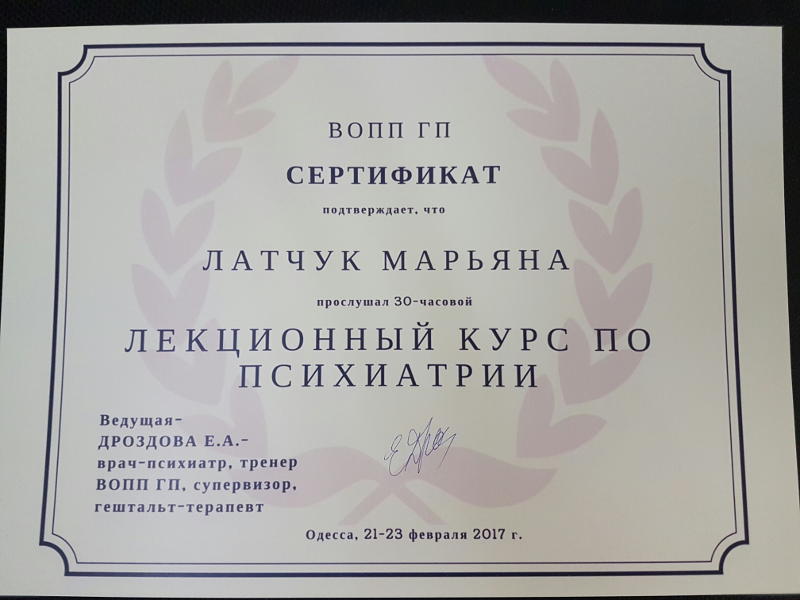 ВОПП ГП
СЕРТИФИКАТ
подтверждает, что
ЛАТЧУК МАРЬЯНА
прослушал 30-часовой
ЛЕКЦИОННЫЙ КУРС ПО
ПСИХИАТРИИ
Ведущая-
ДРОЗДОВА Е.А.-
врач-психиатр, тренер
ВОПП ГП, супервизор,
гештальт-терапевт
Одесса, 21-23 февраля 2017 г.